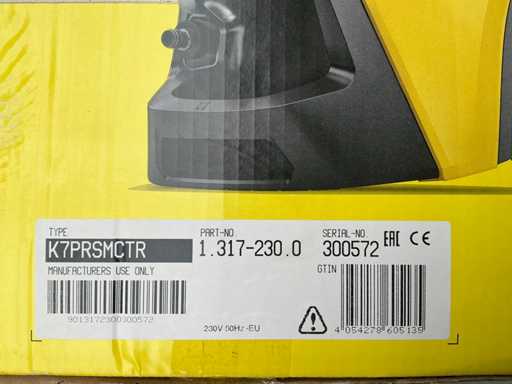 TYPE
K7PRSMCTR
MANUFACTURERS USE ONLY
PART-NO.
1.317-230.0
SERIAL-NO.
300572 EAC CE
GTIN
9013172300300572
230V 50Hz -EU
4 054278 605135